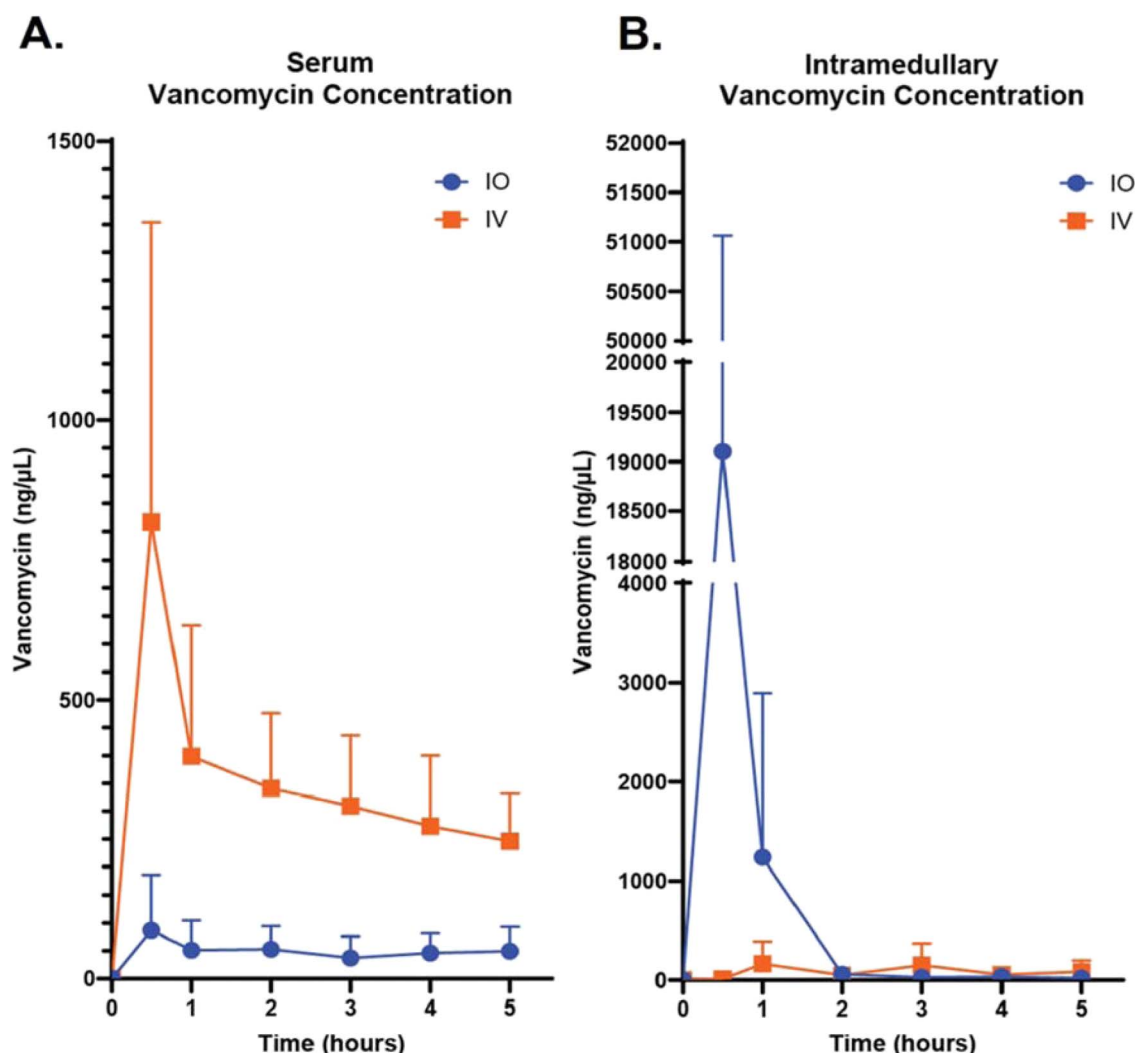 A.
Serum
Vancomycin Concentration
1500
1000
500
0
Vancomycin (ng/µL)
IO
IV
0 1 2 3 4 5
Time (hours)
B.
Intramedullary
Vancomycin Concentration
52000
51500
51000
50500
50000
20000
19500
19000
18500
18000
4000
3000
2000
1000
0
Vancomycin (ng/µL)
IO
IV
0 1 2 3 4 5
Time (hours)